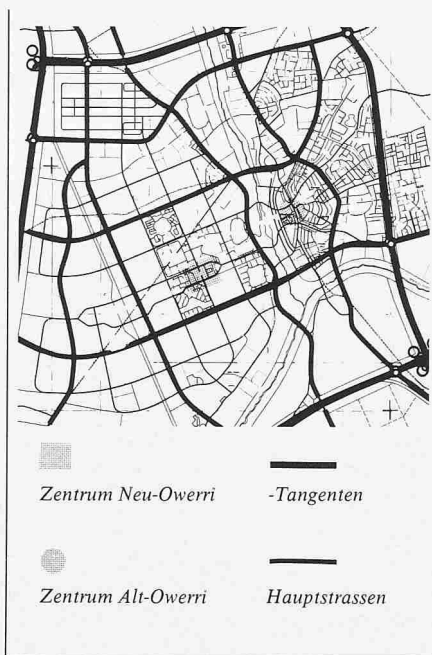 Zentrum Neu-Owerri
-Tangenten
Zentrum Alt-Owerri
Hauptstrassen